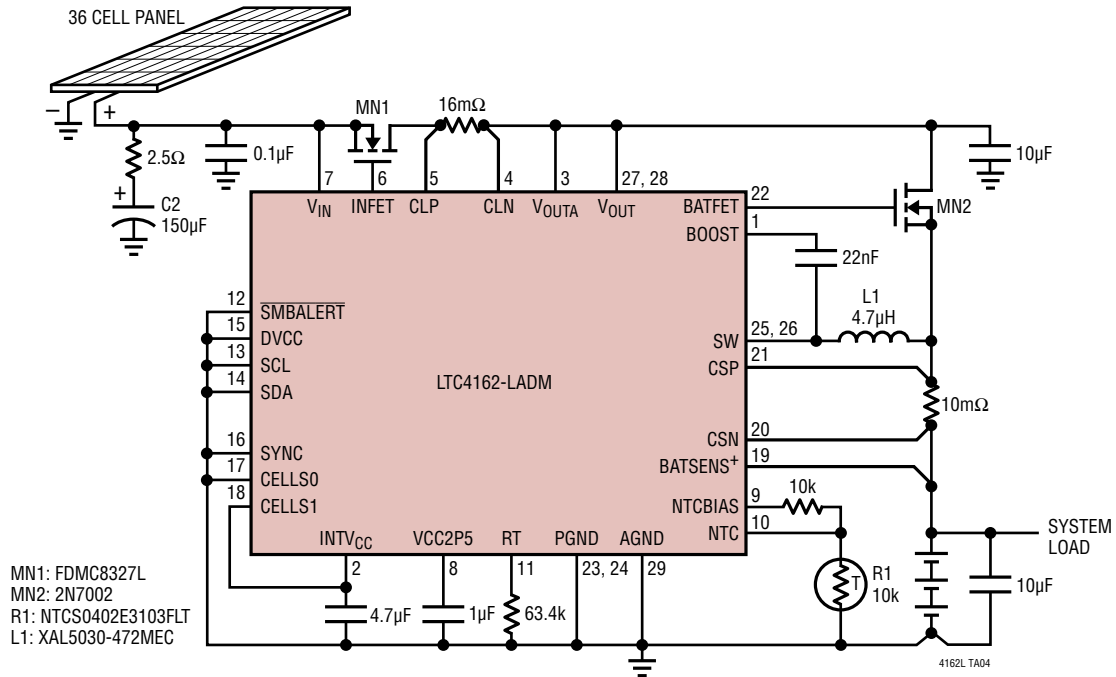 36 CELL PANEL
−
+
MN1
16mΩ
2.5Ω
0.1µF
10µF
+
C2
150µF
7
6
5
4
3
27, 28
VIN
INFET
CLP
CLN
VOUTA
VOUT
BATFET
22
MN2
BOOST
1
22nF
L1
4.7µH
12
SMBALERT
15
DVCC
13
SCL
14
SDA
16
SYNC
17
CELLS0
18
CELLS1
LTC4162-LADM
SW
25, 26
CSP
21
10mΩ
CSN
20
BATSENS+
19
NTCBIAS
9
10k
NTC
10
SYSTEM
LOAD
INTVCC
VCC2P5
RT
PGND
AGND
2
8
11
23, 24
29
4.7µF
1µF
63.4k
T
R1
10k
10µF
MN1: FDMC8327L
MN2: 2N7002
R1: NTCS0402E3103FLT
L1: XAL5030-472MEC
4162L TA04